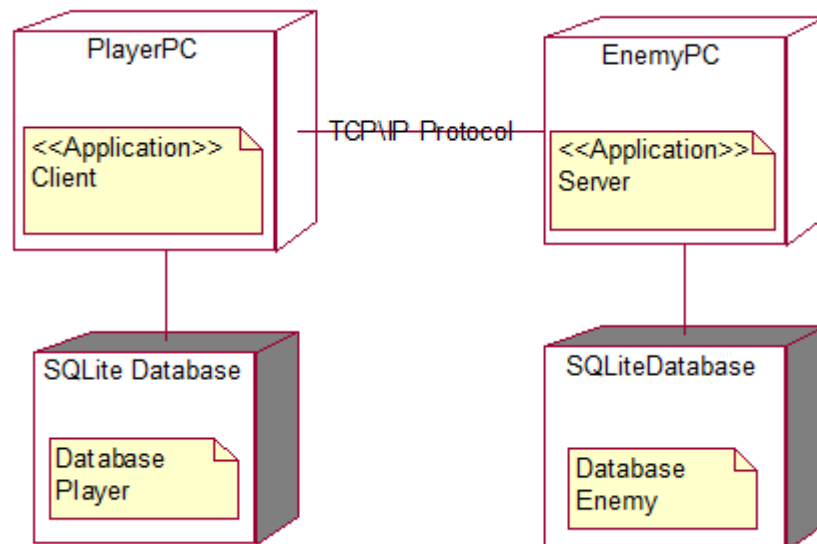 PlayerPC
<<Application>>
Client
TCP\IP Protocol
EnemyPC
<<Application>>
Server
SQLite Database
Database
Player
SQLiteDatabase
Database
Enemy